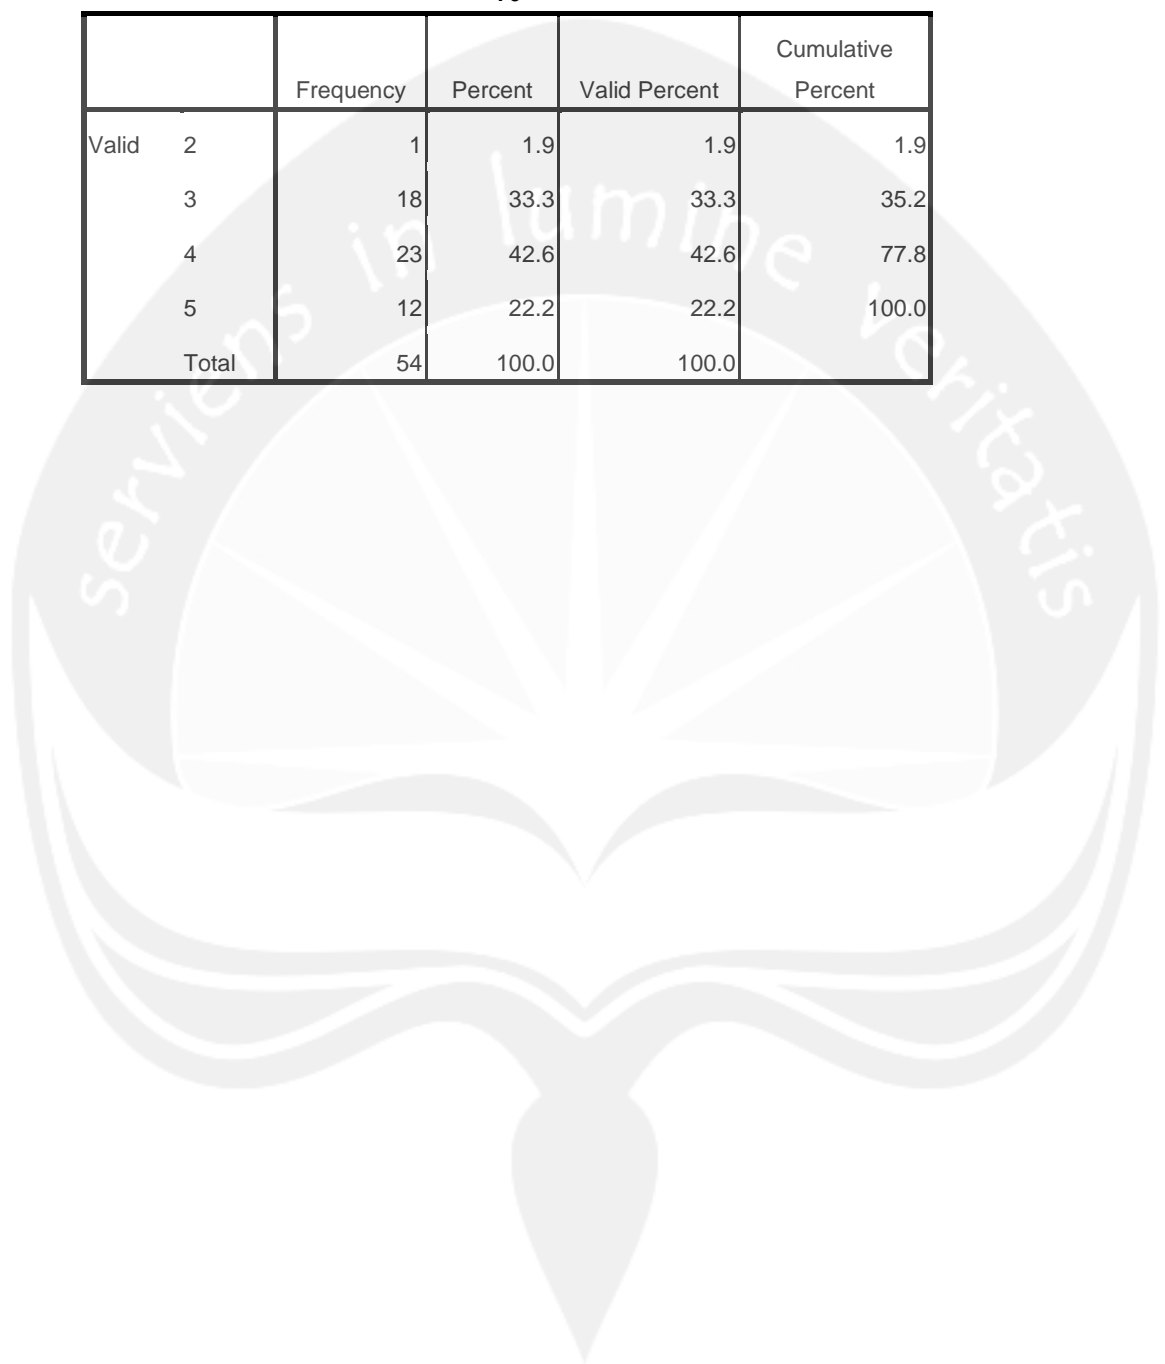 Cumulative
Frequency Percent Valid Percent Percent
Valid 2 1 1.9 1.9 1.9
3 18 33.3 33.3 35.2
4 23 42.6 42.6 77.8
5 12 22.2 22.2 100.0
Total 54 100.0 100.0
serviens in lumine veritatis